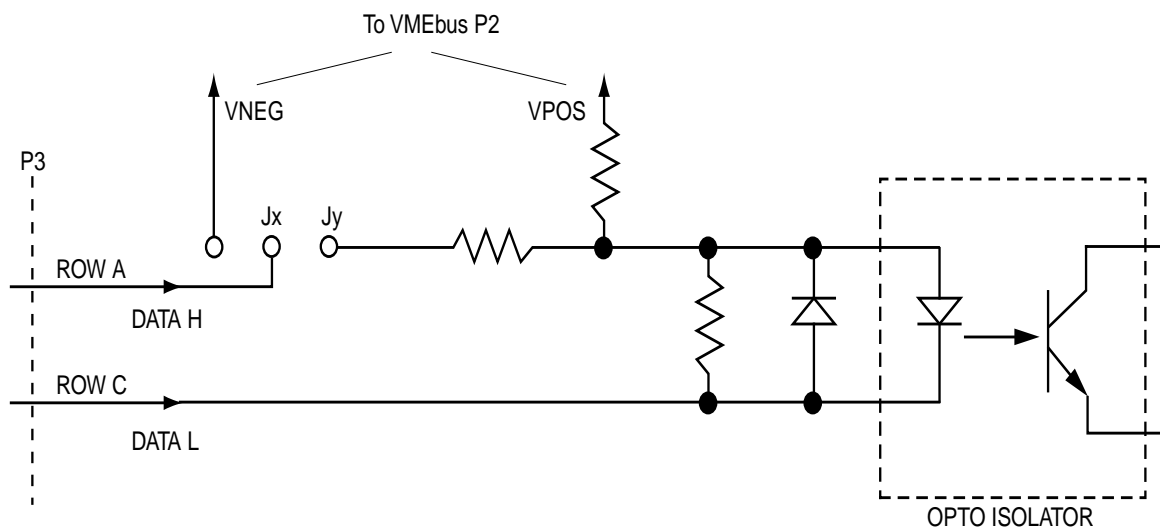 To VMEbus P2
VNEG
VPOS
P3
Jx
Jy
ROW A
DATA H
ROW C
DATA L
OPTO ISOLATOR